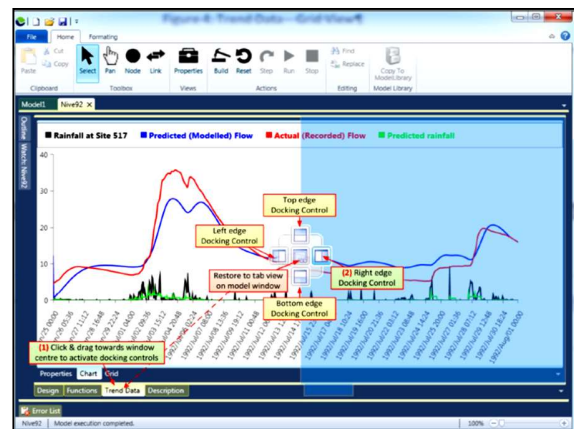 Figure 4: Trend Data - Grid View
File Home Formating
Cut
Copy
Paste
Select Pan Node Link Properties Build Reset Step Run Stop
Find
Replace
Copy To
ModelLibrary
Clipboard Toolbox Views Actions Editing Model Library
Model1 Nive92
Outline Watch: Nive92
Rainfall at Site 517 Predicted (Modelled) Flow Actual (Recorded) Flow Predicted rainfall
40
30
20
10
0
Top edge
Docking Control
Left edge
Docking Control
Restore to tab view
on model window
(2) Right edge
Docking Control
Bottom edge
Docking Control
(1) Click & drag towards window
centre to activate docking controls
Properties Chart Grid
Design Functions Trend Data Description
Error List
Nive92 Model execution completed. 100%